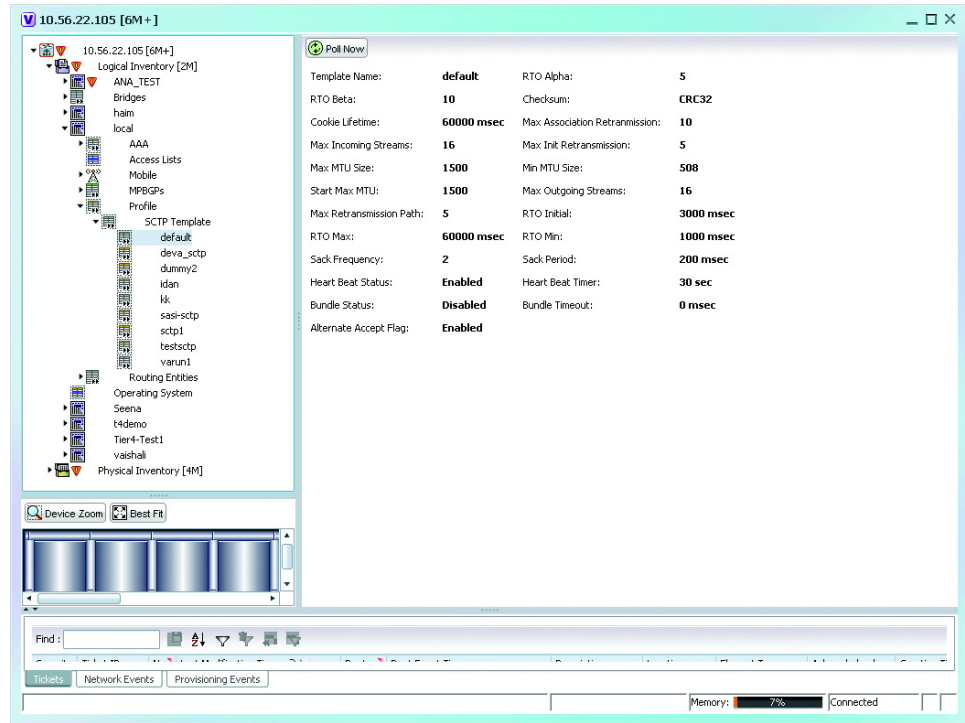 10.56.22.105 [6M+]
10.56.22.105 [6M+]
Logical Inventory [2M]
ANA_TEST
Bridges
haim
local
AAA
Access Lists
Mobile
MPBGPs
Profile
SCTP Template
default
deva_sctp
dummy2
idan
kk
sasi-sctp
sctp1
testsctp
varun1
Routing Entities
Operating System
Seena
t4demo
Tier4-Test1
vaishali
Physical Inventory [4M]
Device Zoom Best Fit
Poll Now
Template Name: default RTO Alpha: 5
RTO Beta: 10 Checksum: CRC32
Cookie Lifetime: 60000 msec Max Association Retranmission: 10
Max Incoming Streams: 16 Max Init Retransmission: 5
Max MTU Size: 1500 Min MTU Size: 508
Start Max MTU: 1500 Max Outgoing Streams: 16
Max Retransmission Path: 5 RTO Initial: 3000 msec
RTO Max: 60000 msec RTO Min: 1000 msec
Sack Frequency: 2 Sack Period: 200 msec
Heart Beat Status: Enabled Heart Beat Timer: 30 sec
Bundle Status: Disabled Bundle Timeout: 0 msec
Alternate Accept Flag: Enabled
Find :
Tickets Network Events Provisioning Events
Memory: 7% Connected